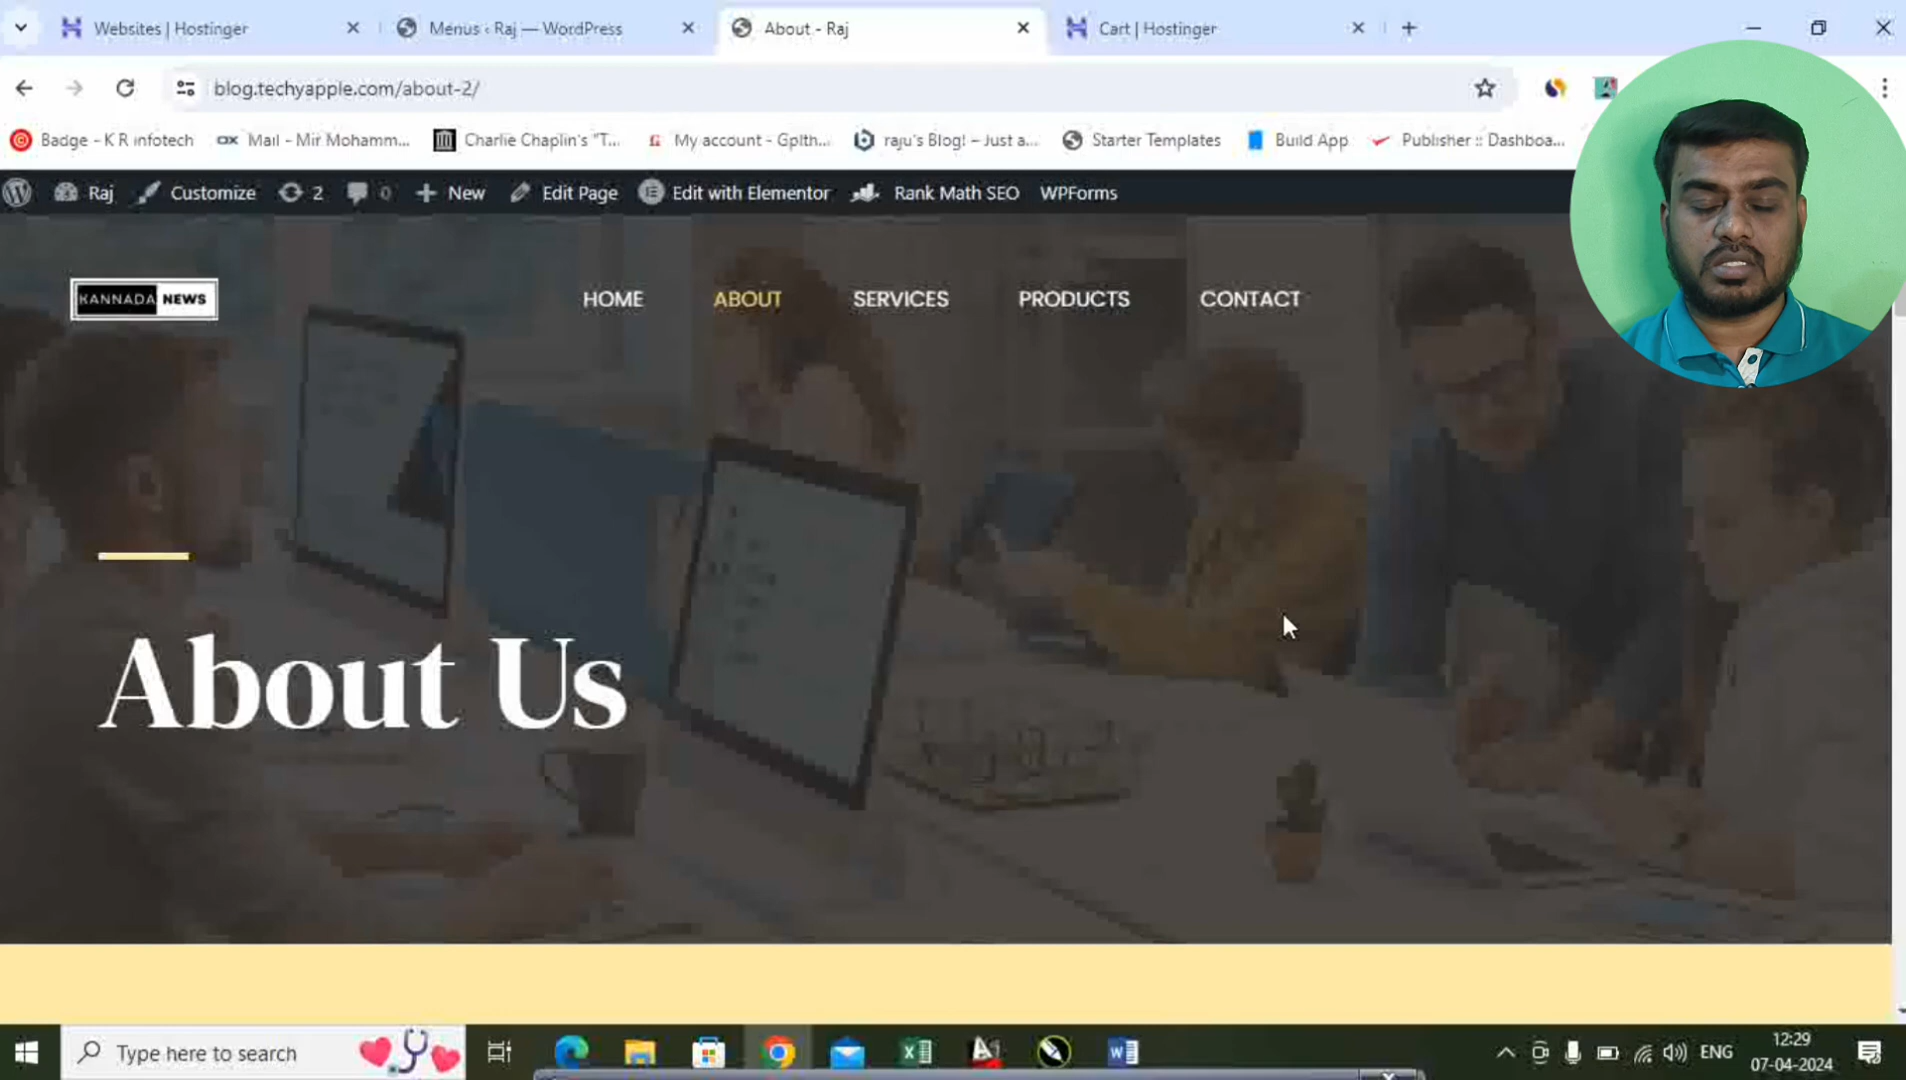 Websites | Hostinger
Menus ‹ Raj — WordPress
About - Raj
Cart | Hostinger
blog.techyapple.com/about-2/
Badge - K R infotech
Mail - Mir Mohamm...
Charlie Chaplin's "T...
My account - Gplth...
raju's Blog! – Just a...
Starter Templates
Build App
Publisher :: Dashboa...
Raj
Customize
2
0
New
Edit Page
Edit with Elementor
Rank Math SEO
WPForms
KANNADA NEWS
HOME
ABOUT
SERVICES
PRODUCTS
CONTACT
About Us
Type here to search
ENG
12:29
07-04-2024